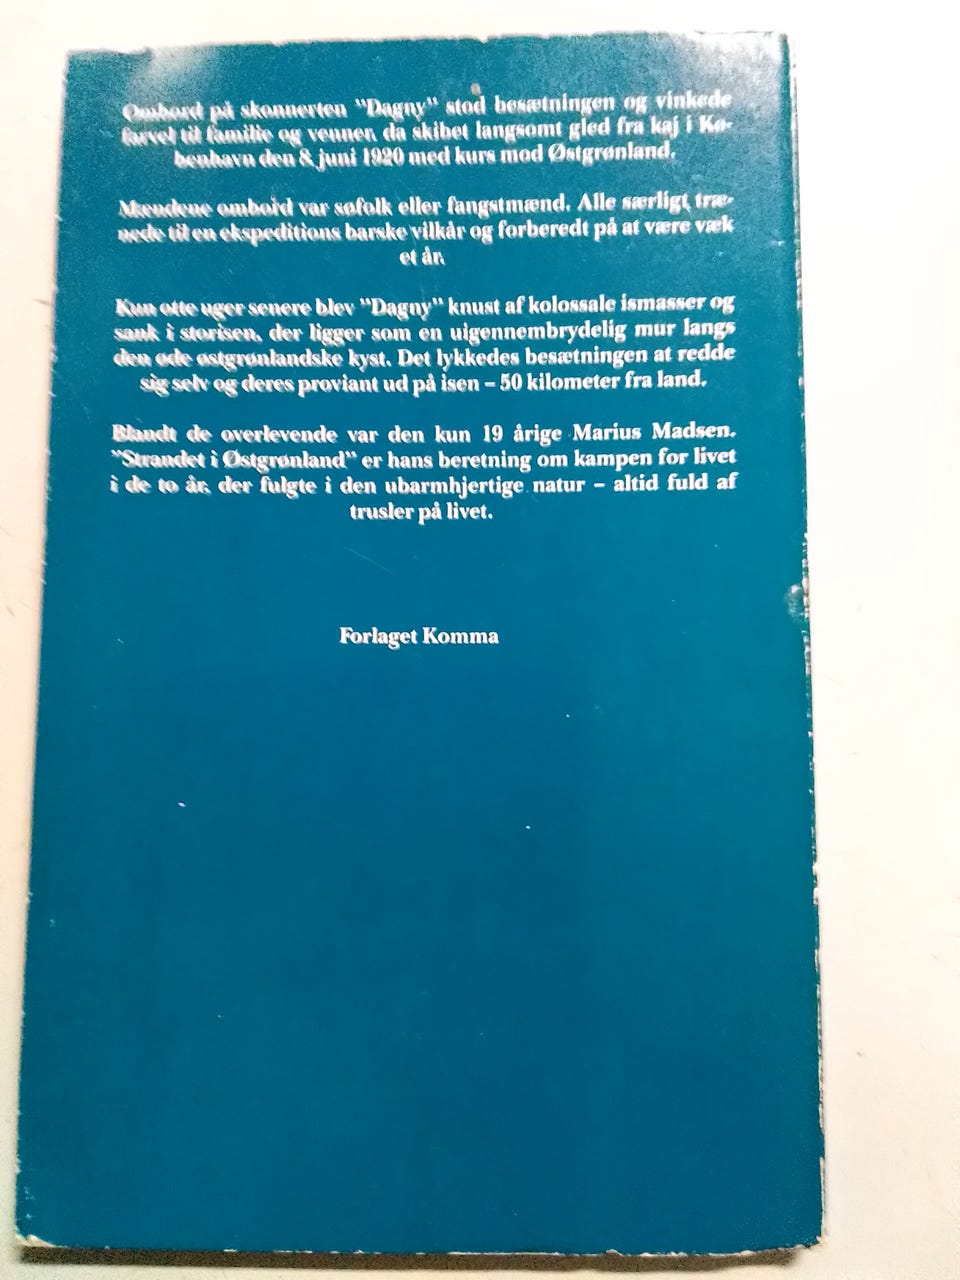 Ombord på skonnerten "Dagny" stod besætningen og vinkede
farvel til familie og venner, da skibet langsomt gled fra kaj i Kø-
benhavn den 8. juni 1920 med kurs mod Østgrønland.
Mændene ombord var søfolk eller fangstmænd. Alle særligt træ-
nede til en ekspeditions barske vilkår og forberedt på at være væk
et år.
Kun otte uger senere blev "Dagny" knust af kolossale ismasser og
sank i storisen, der ligger som en uigennembrydelig mur langs
den øde østgrønlandske kyst. Det lykkedes besætningen at redde
sig selv og deres proviant ud på isen – 50 kilometer fra land.
Blandt de overlevende var den kun 19 årige Marius Madsen.
"Strandet i Østgrønland" er hans beretning om kampen for livet
i de to år, der fulgte i den ubarmhjertige natur – altid fuld af
trusler på livet.
Forlaget Komma